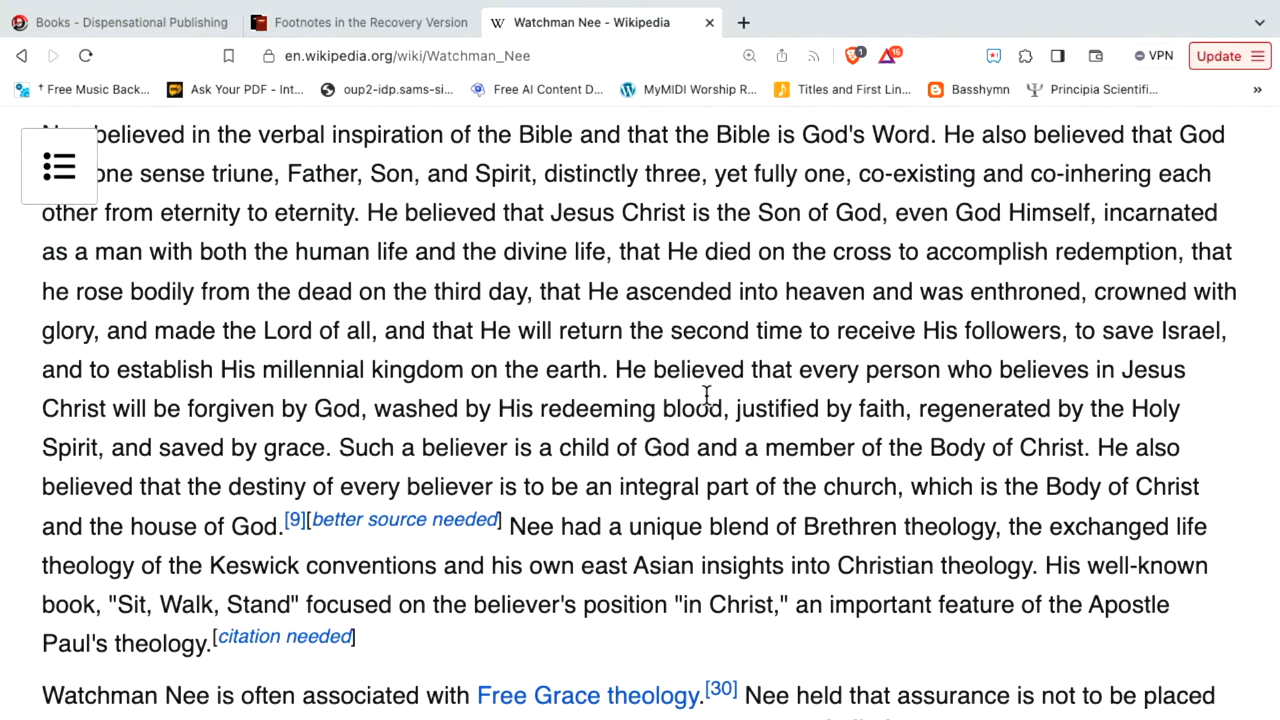 Books - Dispensational Publishing
Footnotes in the Recovery Version
W Watchman Nee - Wikipedia
en.wikipedia.org/wiki/Watchman_Nee
1
16
VPN
Update
† Free Music Back...
Ask Your PDF - Int...
oup2-idp.sams-si...
Free AI Content D...
MyMIDI Worship R...
Titles and First Lin...
Basshymn
Principia Scientifi...
»
believed in the verbal inspiration of the Bible and that the Bible is God's Word. He also believed that God
one sense triune, Father, Son, and Spirit, distinctly three, yet fully one, co-existing and co-inhering each
other from eternity to eternity. He believed that Jesus Christ is the Son of God, even God Himself, incarnated
as a man with both the human life and the divine life, that He died on the cross to accomplish redemption, that
he rose bodily from the dead on the third day, that He ascended into heaven and was enthroned, crowned with
glory, and made the Lord of all, and that He will return the second time to receive His followers, to save Israel,
and to establish His millennial kingdom on the earth. He believed that every person who believes in Jesus
Christ will be forgiven by God, washed by His redeeming blood, justified by faith, regenerated by the Holy
Spirit, and saved by grace. Such a believer is a child of God and a member of the Body of Christ. He also
believed that the destiny of every believer is to be an integral part of the church, which is the Body of Christ
and the house of God.[9][better source needed] Nee had a unique blend of Brethren theology, the exchanged life
theology of the Keswick conventions and his own east Asian insights into Christian theology. His well-known
book, "Sit, Walk, Stand" focused on the believer's position "in Christ," an important feature of the Apostle
Paul's theology.[citation needed]
Watchman Nee is often associated with Free Grace theology.[30] Nee held that assurance is not to be placed